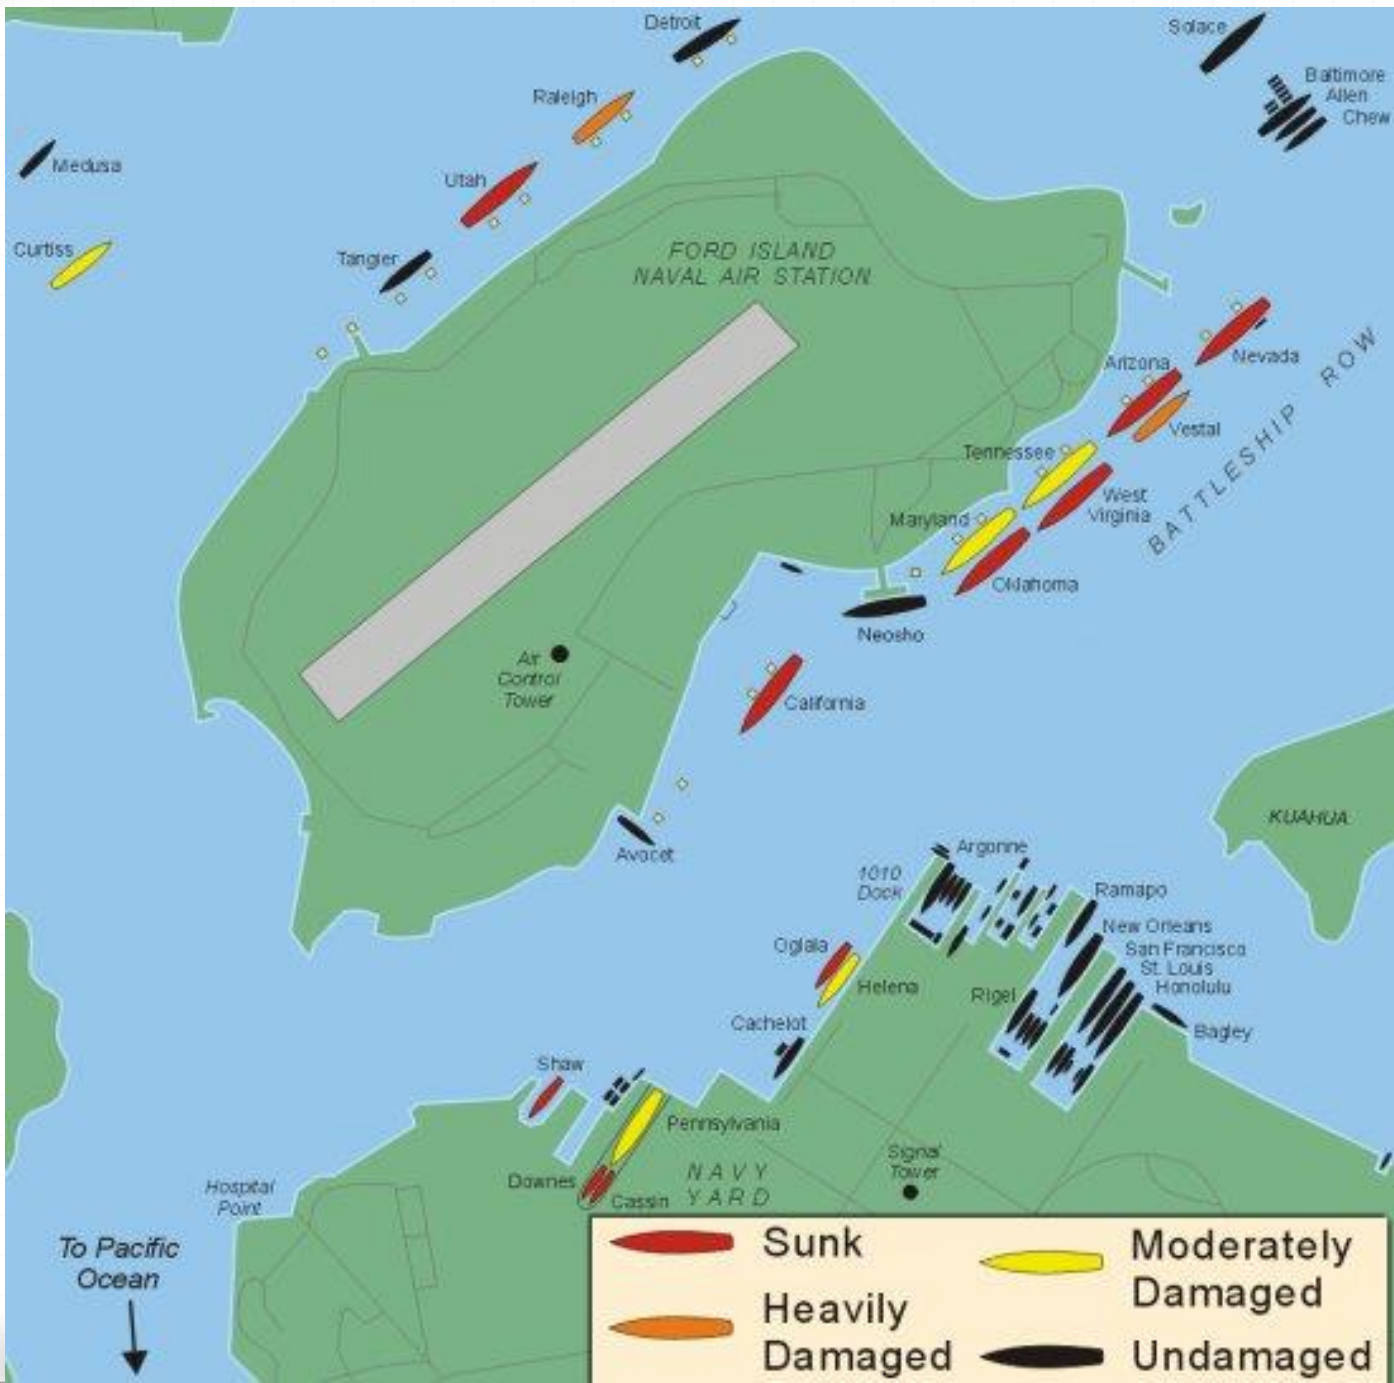 Detroit
Solace
Baltimore
Allen
Chew
Raleigh
Medusa
Utah
Curtiss
Tangier
FORD ISLAND
NAVAL AIR STATION
Nevada
Arizona
BATTLESHIP ROW
Vestal
Tennessee
West
Virginia
Maryland
Oklahoma
Neosho
Air
Control
Tower
California
KUAHUA
Avocet
Argonne
1010
Dock
Ramapo
New Orleans
San Francisco
St. Louis
Honolulu
Oglala
Helena
Rigel
Cachelot
Bagley
Shaw
Pennsylvania
Signal
Tower
Downes
Cassin
NAVY
YARD
Hospital
Point
To Pacific
Ocean
Sunk
Heavily
Damaged
Moderately
Damaged
Undamaged